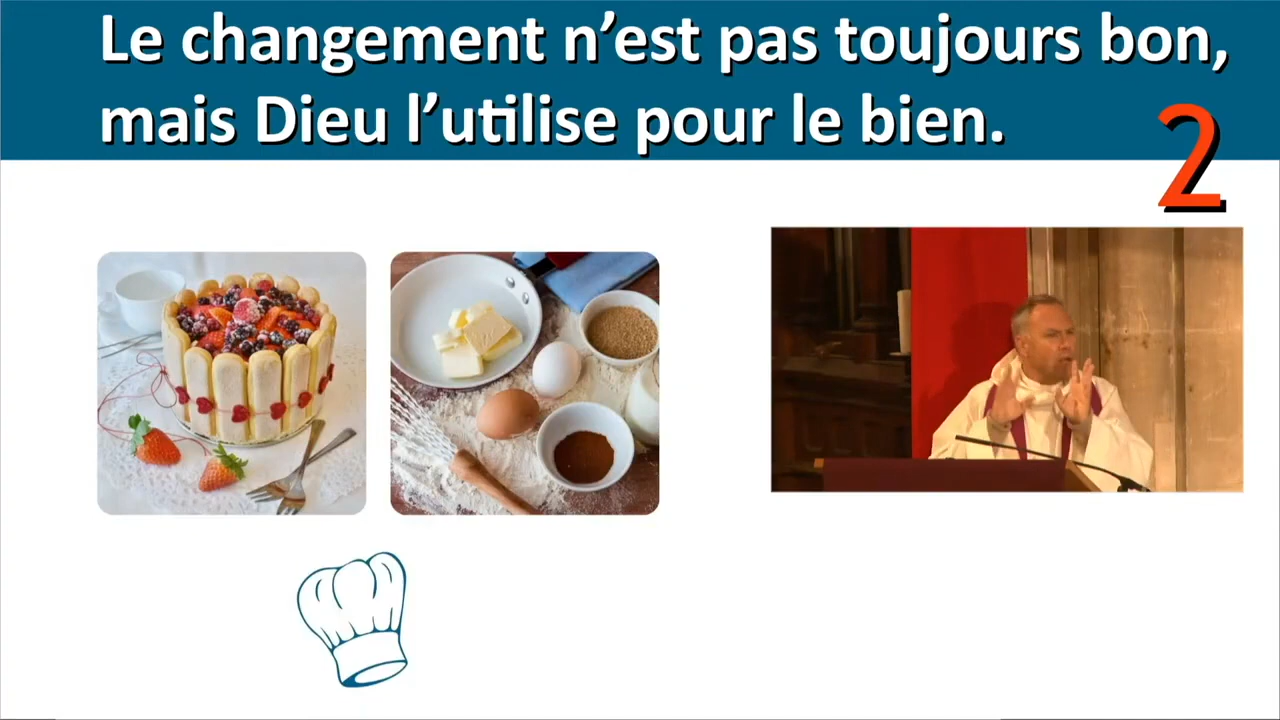 Le changement n’est pas toujours bon,
mais Dieu l’utilise pour le bien.
2